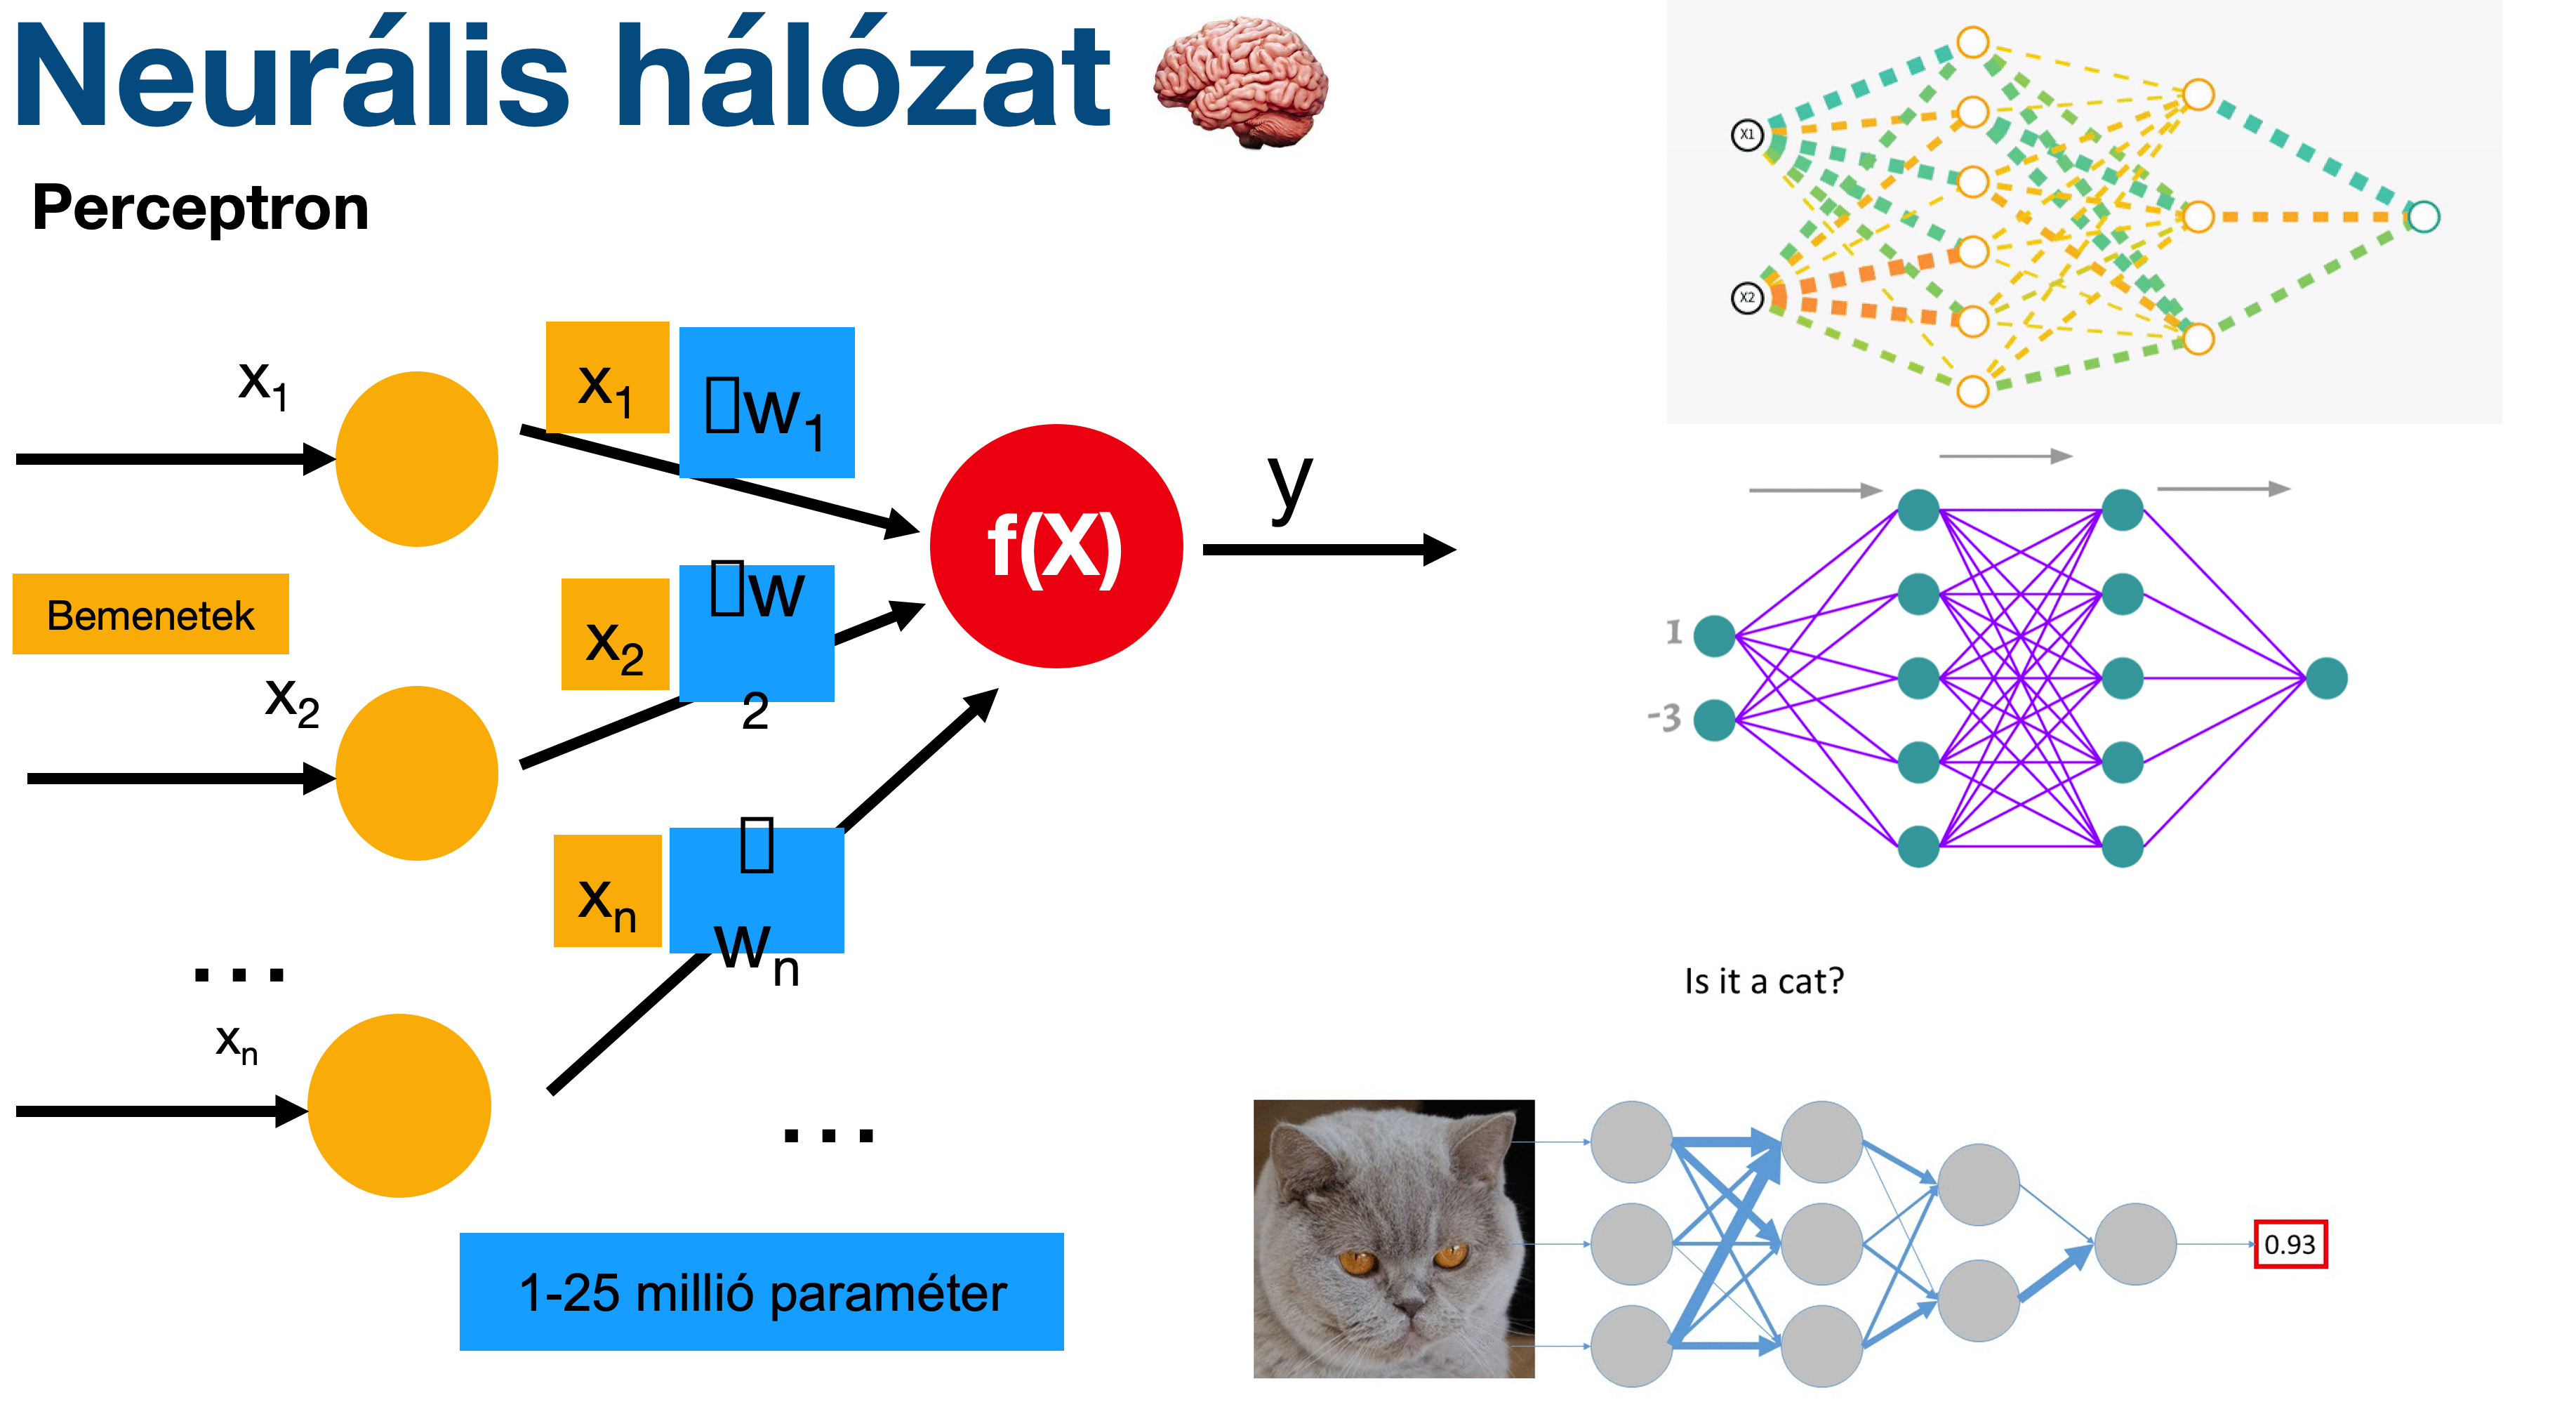 Neurális hálózat
Perceptron
x₁
x₁
▯w₁
f(X)
y
Bemenetek
x₂
x₂
▯w
2
xₙ
▯
wₙ
...
xₙ
...
1-25 millió paraméter
X1
X2
1
-3
Is it a cat?
0.93